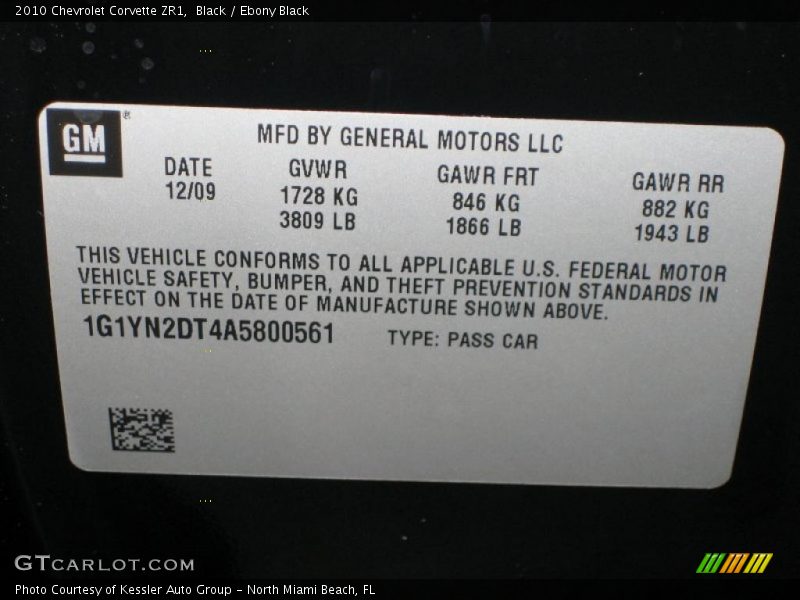 2010 Chevrolet Corvette ZR1, Black / Ebony Black
GM®
MFD BY GENERAL MOTORS LLC
DATE GVWR GAWR FRT GAWR RR
12/09 1728 KG 846 KG 882 KG
3809 LB 1866 LB 1943 LB
THIS VEHICLE CONFORMS TO ALL APPLICABLE U.S. FEDERAL MOTOR
VEHICLE SAFETY, BUMPER, AND THEFT PREVENTION STANDARDS IN
EFFECT ON THE DATE OF MANUFACTURE SHOWN ABOVE.
1G1YN2DT4A5800561 TYPE: PASS CAR
GTCARLOT.COM
Photo Courtesy of Kessler Auto Group - North Miami Beach, FL